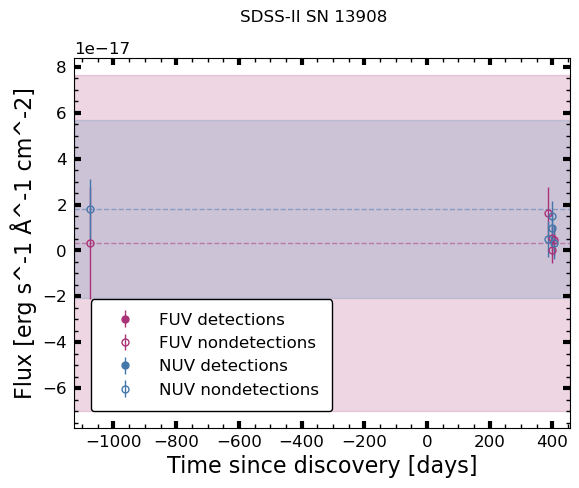 SDSS-II SN 13908
1e−17
8
6
4
2
0
−2
−4
−6
Flux [erg s^-1 Å^-1 cm^-2]
FUV detections
FUV nondetections
NUV detections
NUV nondetections
−1000 −800 −600 −400 −200 0 200 400
Time since discovery [days]